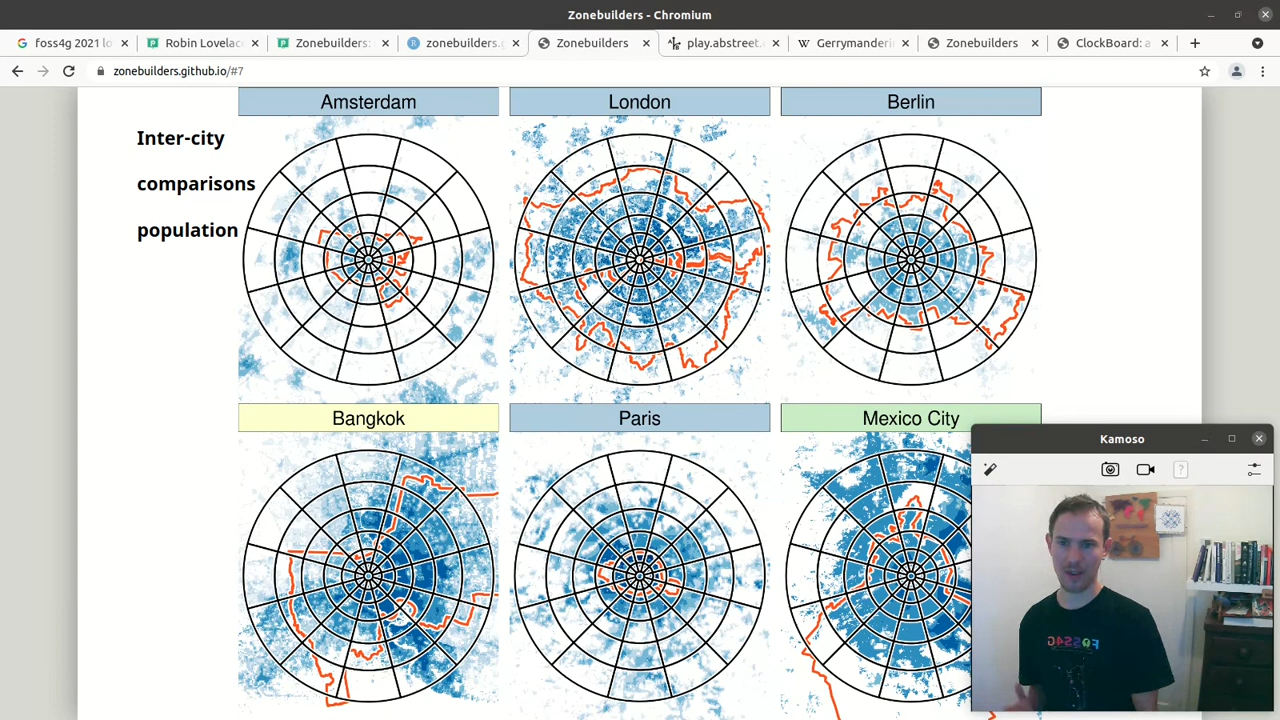 Zonebuilders - Chromium
foss4g 2021 lo
Robin Lovelac
Zonebuilders:
zonebuilders.g
Zonebuilders
play.abstreet.
Gerrymanderi
Zonebuilders
ClockBoard: a
zonebuilders.github.io/#7
Amsterdam
London
Berlin
Inter-city
comparisons
population
Bangkok
Paris
Mexico City
Kamoso